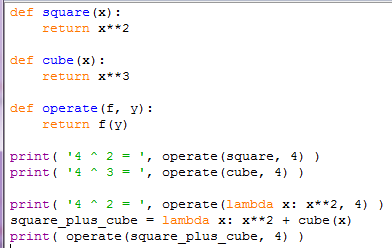 def square(x):
    return x**2
def cube(x):
    return x**3
def operate(f, y):
    return f(y)
print( '4 ^ 2 = ', operate(square, 4) )
print( '4 ^ 3 = ', operate(cube, 4) )
print( '4 ^ 2 = ', operate(lambda x: x**2, 4) )
square_plus_cube = lambda x: x**2 + cube(x)
print( operate(square_plus_cube, 4) )